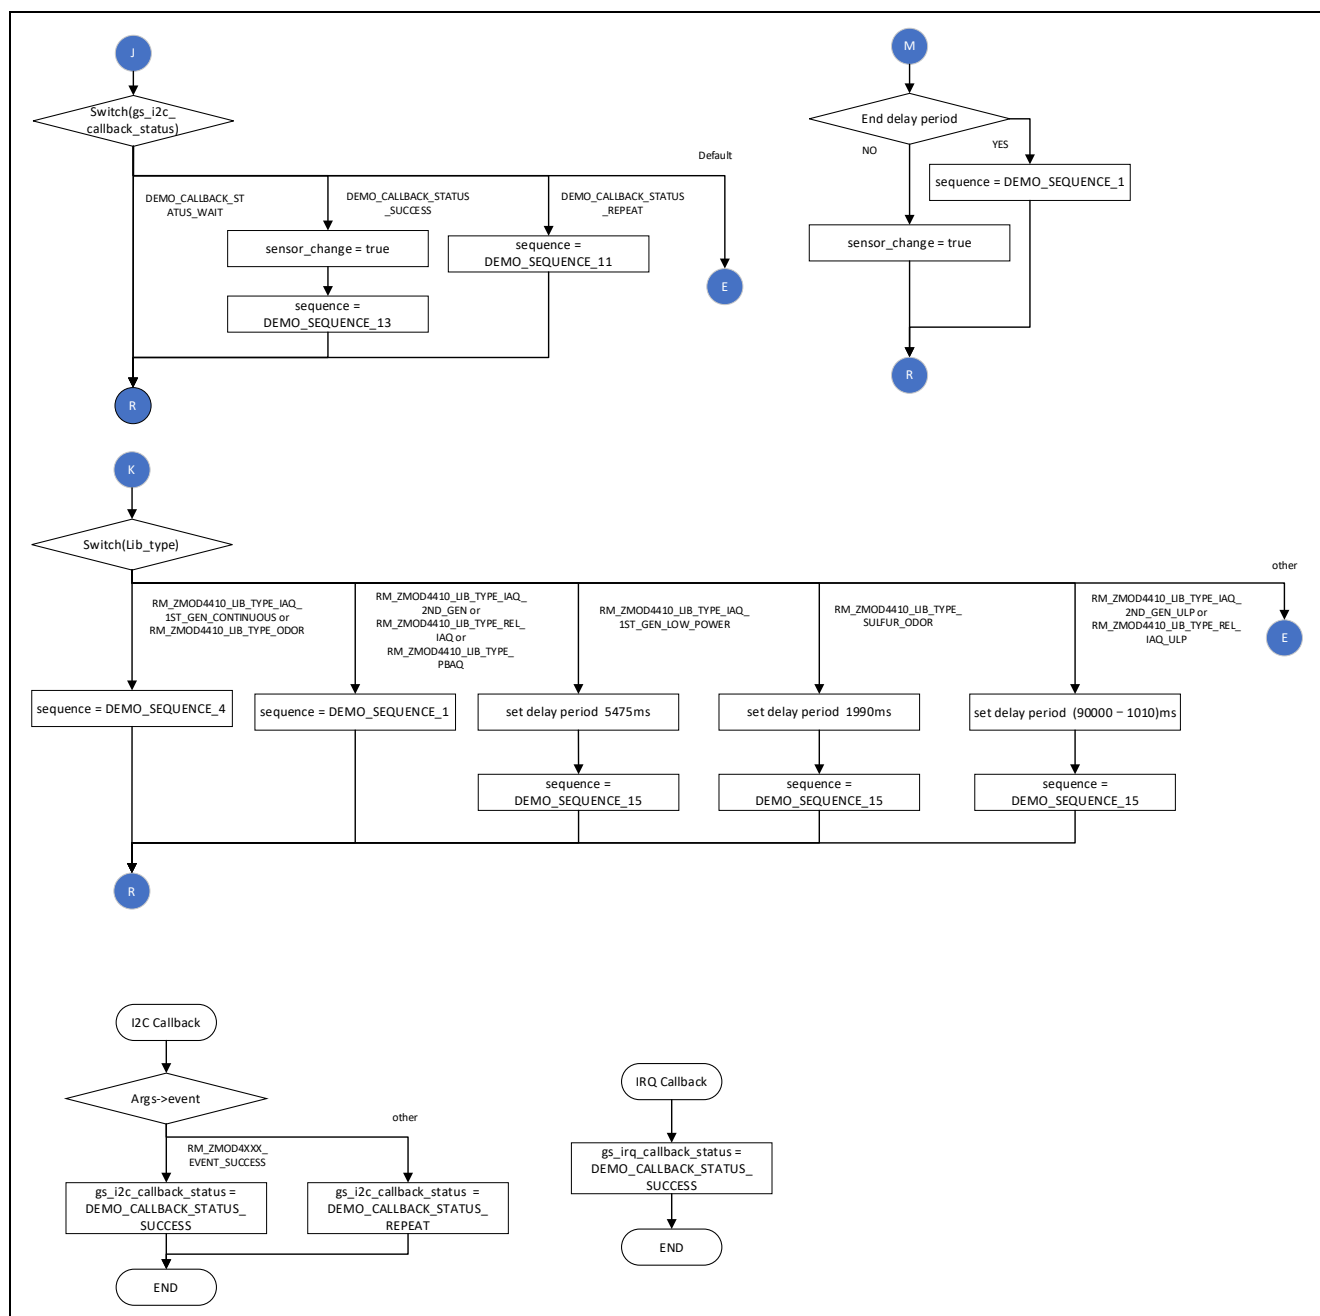 J
Switch(gs_i2c_
callback_status)
Default
DEMO_CALLBACK_ST
ATUS_WAIT
DEMO_CALLBACK_STATUS
_SUCCESS
DEMO_CALLBACK_STATUS
_REPEAT
sensor_change = true
sequence =
DEMO_SEQUENCE_11
sequence =
DEMO_SEQUENCE_13
E
R
M
End delay period
NO
YES
sequence = DEMO_SEQUENCE_1
sensor_change = true
R
K
Switch(Lib_type)
other
RM_ZMOD4410_LIB_TYPE_IAQ_
1ST_GEN_CONTINUOUS or
RM_ZMOD4410_LIB_TYPE_ODOR
RM_ZMOD4410_LIB_TYPE_IAQ_
2ND_GEN or
RM_ZMOD4410_LIB_TYPE_REL_
IAQ or
RM_ZMOD4410_LIB_TYPE_
PBAQ
RM_ZMOD4410_LIB_TYPE_IAQ_
1ST_GEN_LOW_POWER
RM_ZMOD4410_LIB_TYPE_
SULFUR_ODOR
RM_ZMOD4410_LIB_TYPE_IAQ_
2ND_GEN_ULP or
RM_ZMOD4410_LIB_TYPE_REL_
IAQ_ULP
E
sequence = DEMO_SEQUENCE_4
sequence = DEMO_SEQUENCE_1
set delay period 5475ms
set delay period 1990ms
set delay period (90000 – 1010)ms
sequence =
DEMO_SEQUENCE_15
sequence =
DEMO_SEQUENCE_15
sequence =
DEMO_SEQUENCE_15
R
I2C Callback
Args->event
other
RM_ZMOD4XXX_
EVENT_SUCCESS
gs_i2c_callback_status =
DEMO_CALLBACK_STATUS_
SUCCESS
gs_i2c_callback_status =
DEMO_CALLBACK_STATUS_
REPEAT
END
IRQ Callback
gs_irq_callback_status =
DEMO_CALLBACK_STATUS_
SUCCESS
END